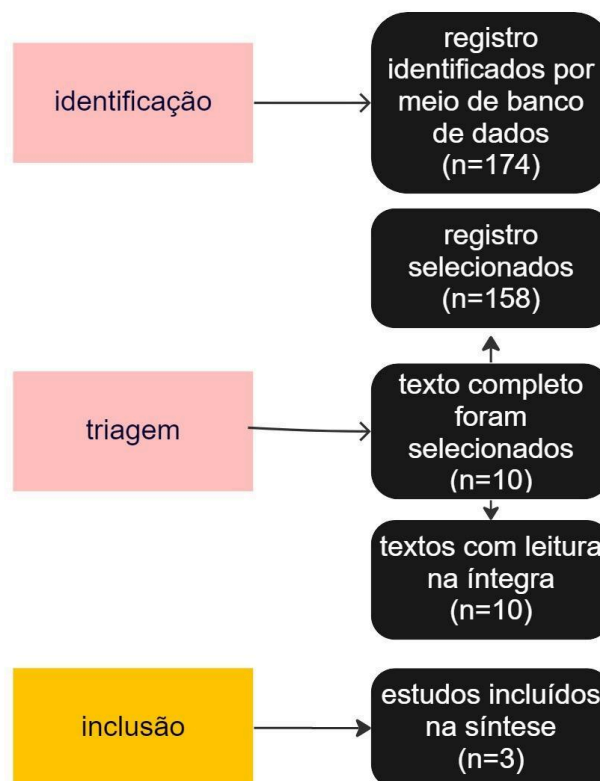 identificação
registro
identificados por
meio de banco
de dados
(n=174)
registro
selecionados
(n=158)
triagem
texto completo
foram
selecionados
(n=10)
textos com leitura
na íntegra
(n=10)
inclusão
estudos incluídos
na síntese
(n=3)